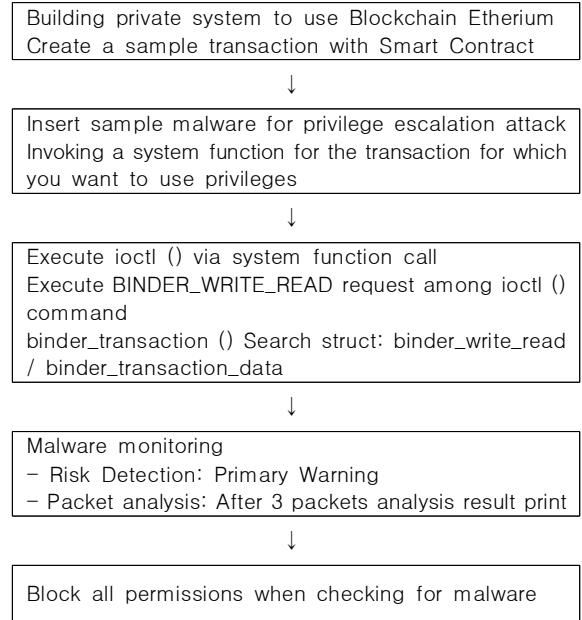 Building private system to use Blockchain Etherium
Create a sample transaction with Smart Contract
↓
Insert sample malware for privilege escalation attack
Invoking a system function for the transaction for which
you want to use privileges
↓
Execute ioctl () via system function call
Execute BINDER_WRITE_READ request among ioctl ()
command
binder_transaction () Search struct: binder_write_read
/ binder_transaction_data
↓
Malware monitoring
- Risk Detection: Primary Warning
- Packet analysis: After 3 packets analysis result print
↓
Block all permissions when checking for malware